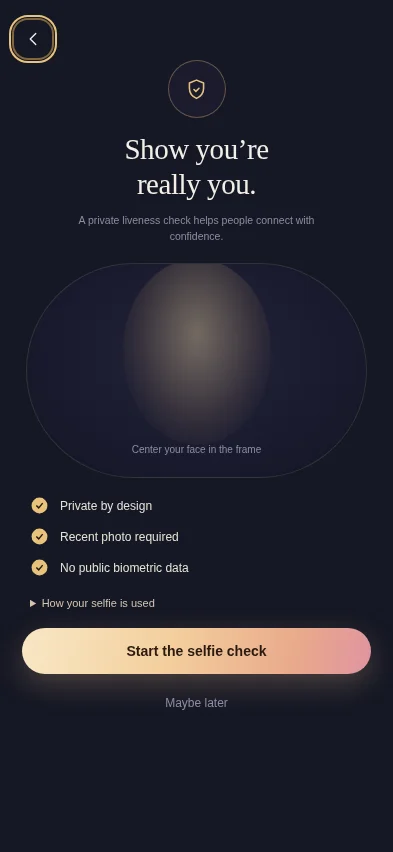 Show you’re
really you.
A private liveness check helps people connect with
confidence.
Center your face in the frame
Private by design
Recent photo required
No public biometric data
How your selfie is used
Start the selfie check
Maybe later